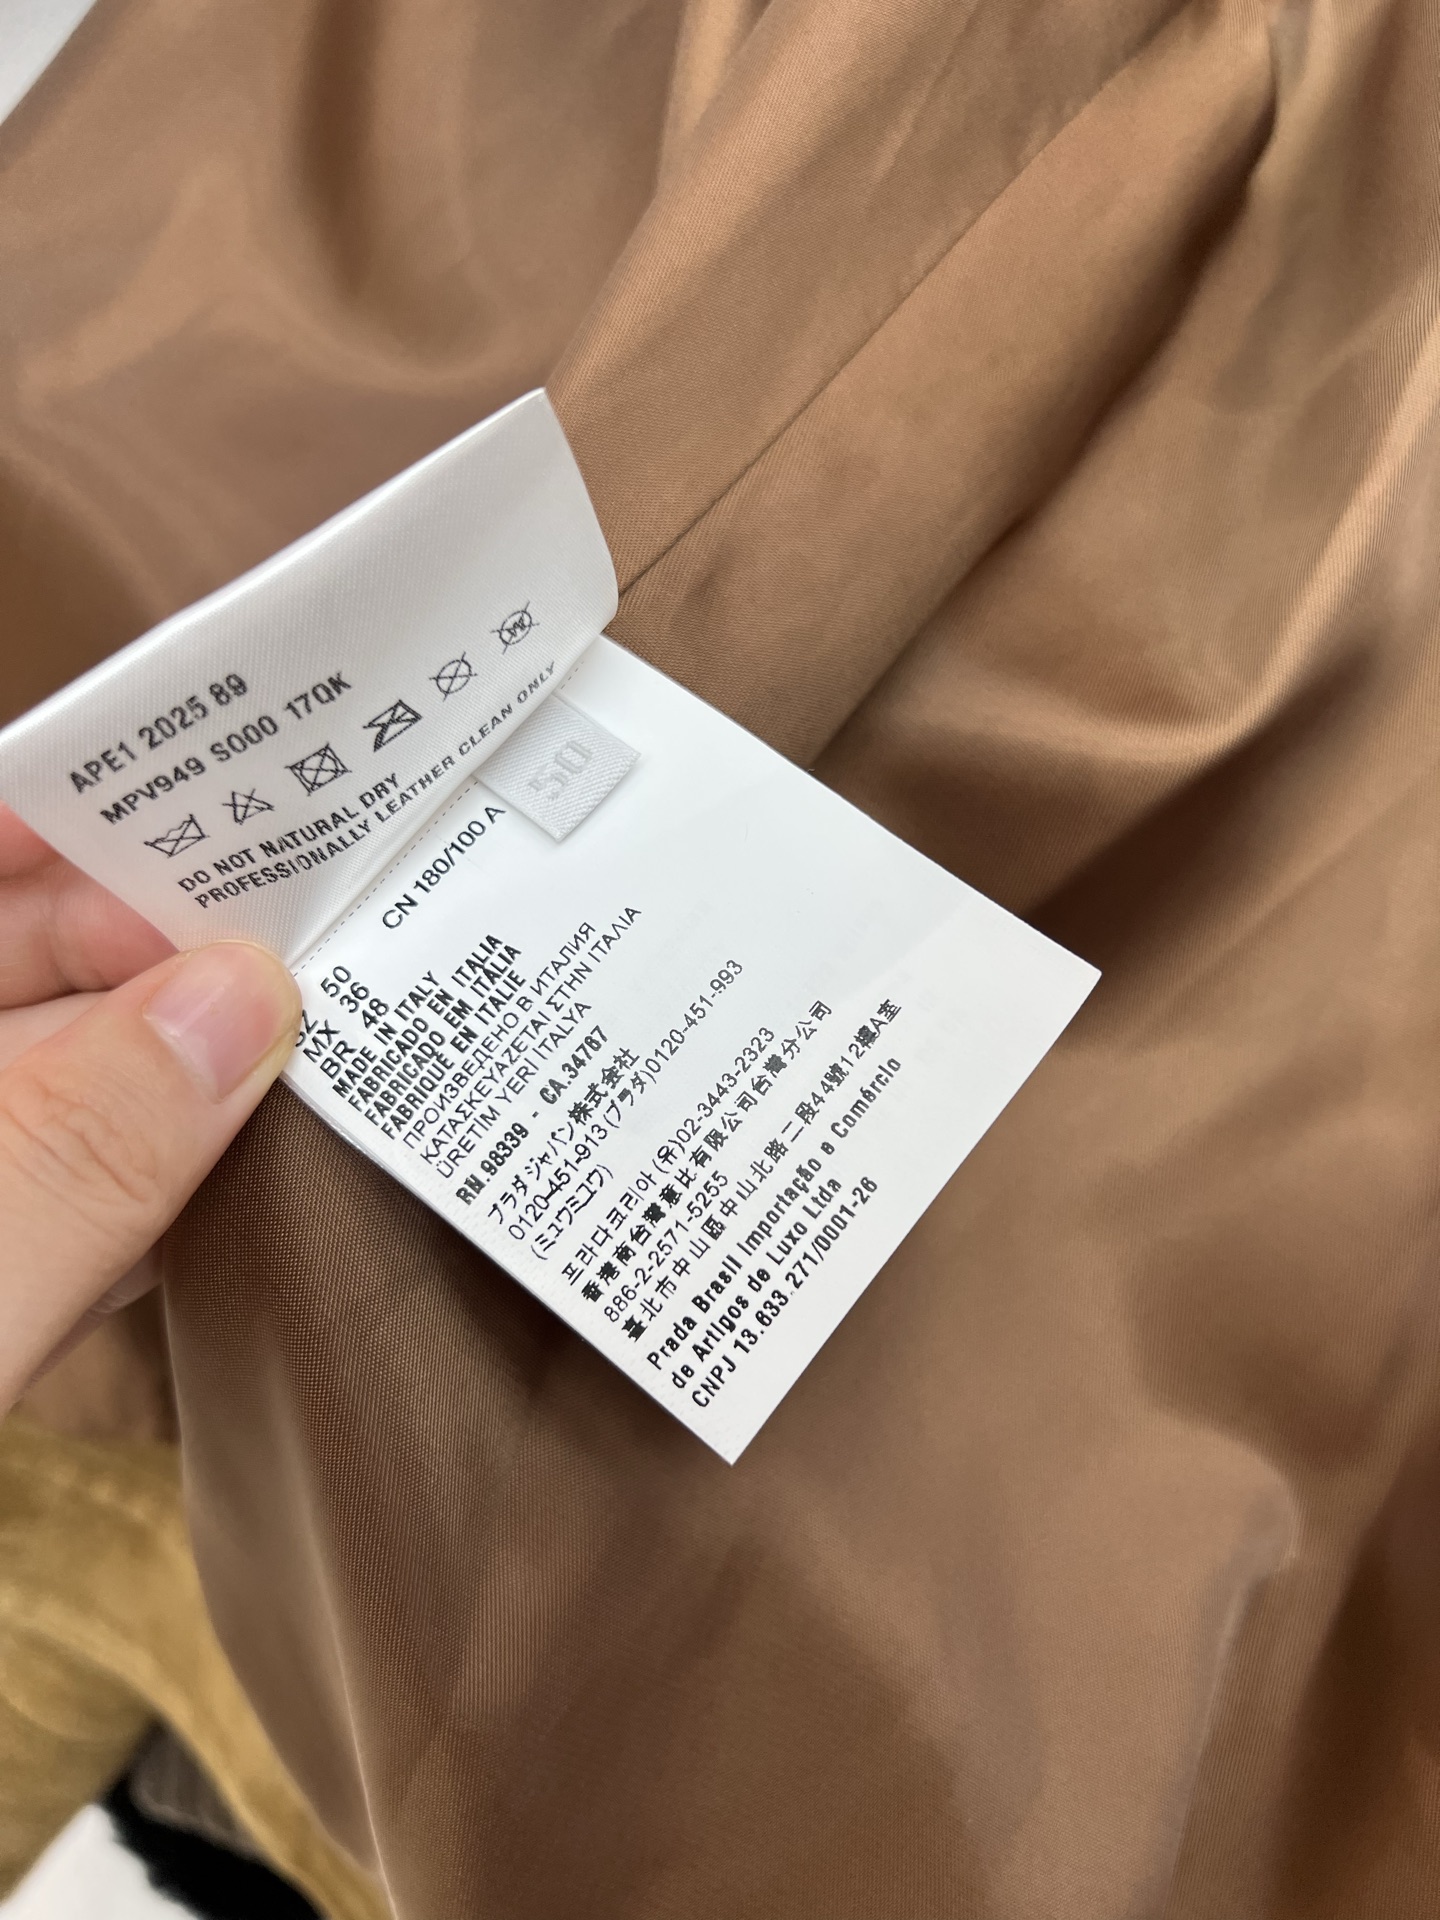 APE1 2025 89
MPV949 S000 17QK
DO NOT NATURAL DRY
PROFESSIONALLY LEATHER CLEAN ONLY
50
CN 180/100 A
SZ 50
MX 36
BR 48
MADE IN ITALY
FABRICADO EN ITALIA
FABRICADO EM ITÁLIA
FABRIQUE EN ITALIE
ПРОИЗВЕДЕНО В ИТАЛИЯ
ΚΑΤΑΣΚΕΥΑΖΕΤΑΙ ΣΤΗΝ ΙΤΑΛΙΑ
ÜRETİM YERI ITALYA
RN.98339 - CA.34767
プラダジャパン株式会社
0120-451-913 (プラダ)0120-451-993
(ミュウミュウ)
프라다코리아 (유)02-3443-2323
香港商台灣意比有限公司台灣分公司
886-2-2571-5255
臺北市中山區中山北路二段44號12樓A室
Prada Brasil Importação e Comércio
de Artigos de Luxo Ltda
CNPJ 13.633.271/0001-26